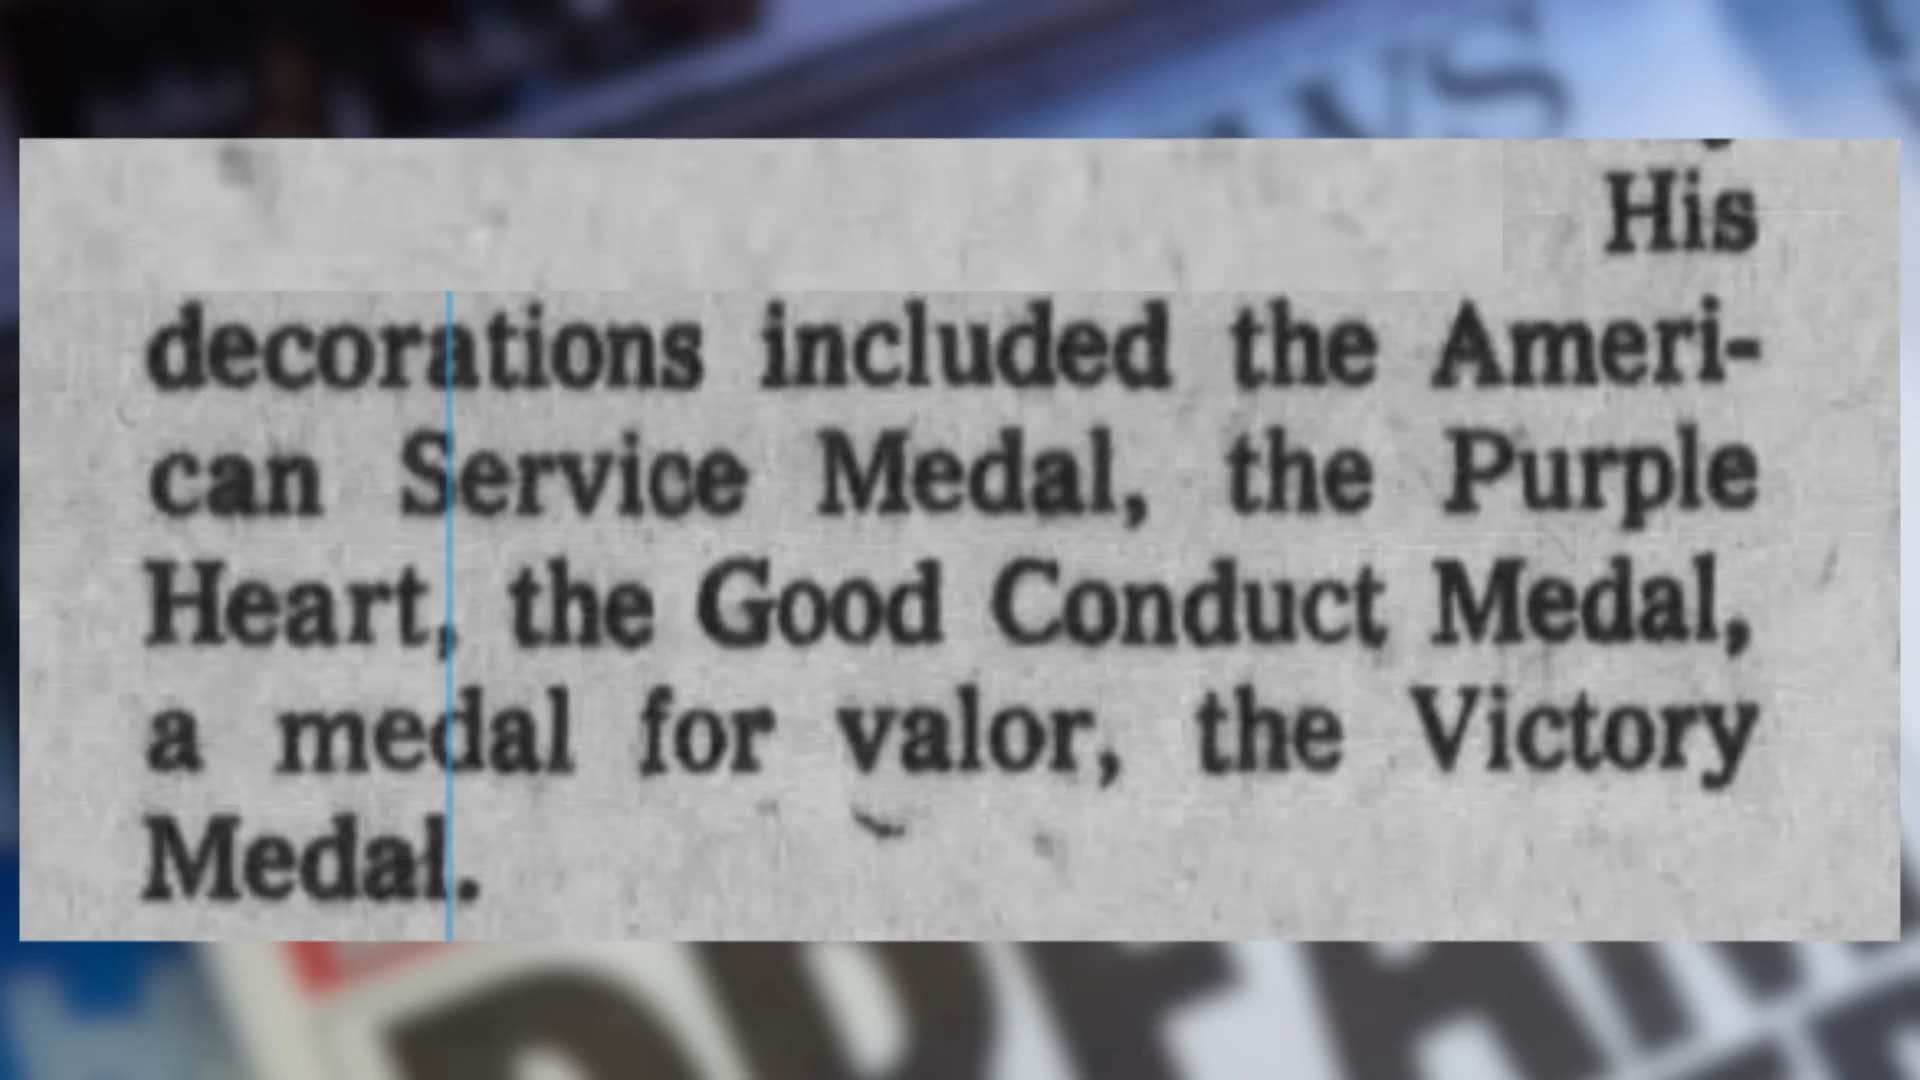 His
decorations included the Ameri-
can Service Medal, the Purple
Heart, the Good Conduct Medal,
a medal for valor, the Victory
Medal.